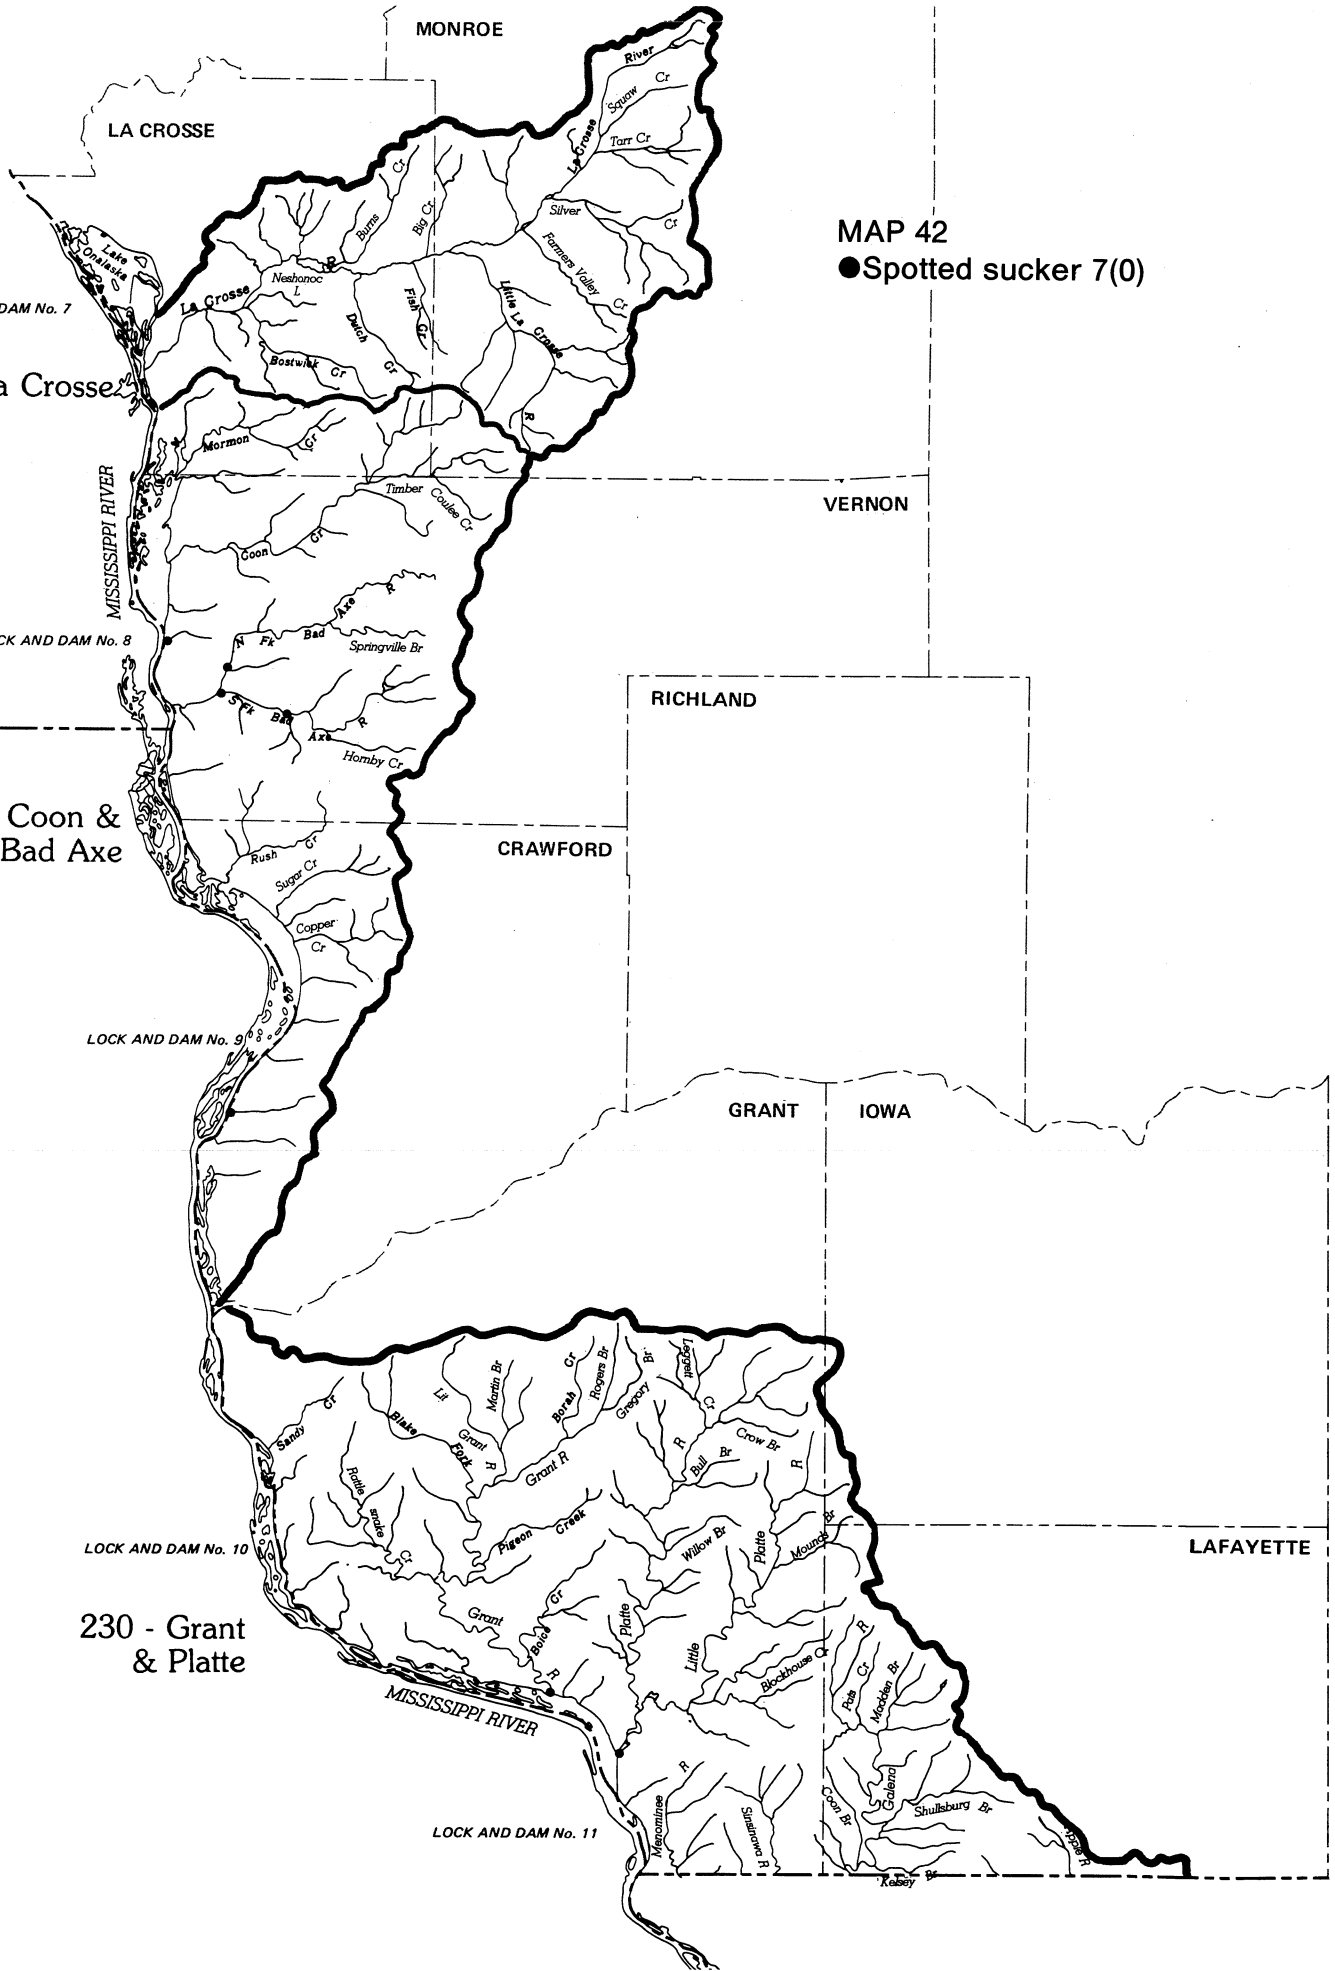 MONROE
LA CROSSE
River
Squaw
Cr
Tarr Cr
La Crosse
Silver
Cr
Farmers Valley
Cr
Burns
Cr
Big Cr
Lake
Onalaska
MAP 42
●Spotted sucker 7(0)
Neshonoc
L
R
La Crosse
Fish
Cr
Dutch
Cr
Little La
Crosse
R
Bostwick
Cr
DAM No. 7
a Crosse
Mormon
Cr
Timber
Coulee Cr
VERNON
Coon
Cr
MISSISSIPPI RIVER
CK AND DAM No. 8
N
Fk
Bad
Axe
R
Springville Br
S Fk
Bad
Axe
R
Hornby Cr
RICHLAND
Coon &
Bad Axe
CRAWFORD
Rush
Cr
Sugar Cr
Copper
Cr
LOCK AND DAM No. 9
GRANT
IOWA
Sandy
Cr
Blake
Fork
Lit
Grant
R
Martin Br
Borah
Cr
Rogers Br
Gregory
Br
Leggett
Cr
Crow Br
Bull
Br
R
R
Grant R
Rattle
snake
Cr
Pigeon
Creek
Willow Br
Platte
Mounds
Br
LOCK AND DAM No. 10
LAFAYETTE
230 - Grant
& Platte
Grant
R
Boice
Cr
Platte
Little
Blockhouse Cr
R
Pats
Cr
Madden Br
MISSISSIPPI RIVER
LOCK AND DAM No. 11
Menominee
R
Sinsinawa R
Coon Br
Galena
Shullsburg Br
Apple R
Kelsey Br